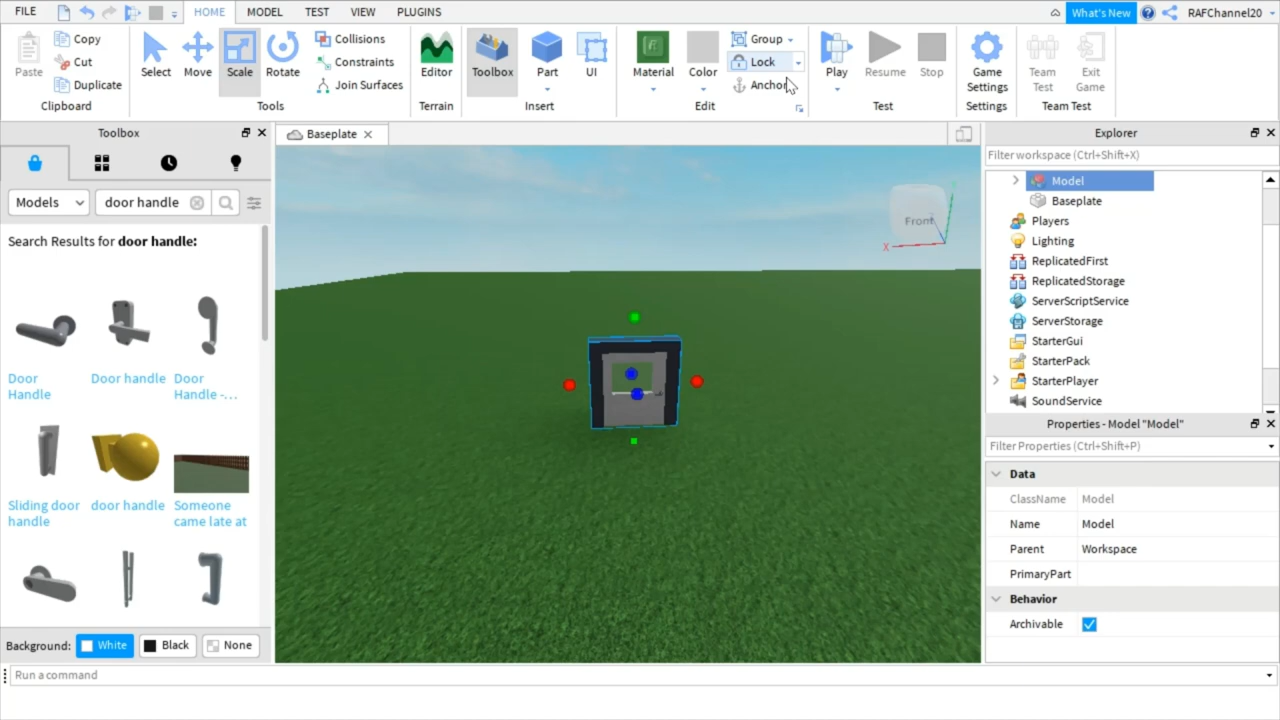 FILE
HOME
MODEL
TEST
VIEW
PLUGINS
What's New
RAFChannel20
Paste
Copy
Cut
Duplicate
Clipboard
Select
Move
Scale
Rotate
Collisions
Constraints
Join Surfaces
Tools
Editor
Terrain
Toolbox
Part
UI
Insert
Material
Color
Group
Lock
Anchor
Edit
Play
Resume
Stop
Test
Game
Settings
Settings
Team
Test
Exit
Game
Team Test
Toolbox
Models
door handle
Search Results for door handle:
Door
Handle
Door handle
Door
Handle -...
Sliding door
handle
door handle
Someone
came late at
Background:
White
Black
None
Baseplate
Front
X
Explorer
Filter workspace (Ctrl+Shift+X)
Model
Baseplate
Players
Lighting
ReplicatedFirst
ReplicatedStorage
ServerScriptService
ServerStorage
StarterGui
StarterPack
StarterPlayer
SoundService
Properties - Model "Model"
Filter Properties (Ctrl+Shift+P)
Data
ClassName Model
Name Model
Parent Workspace
PrimaryPart
Behavior
Archivable
Run a command